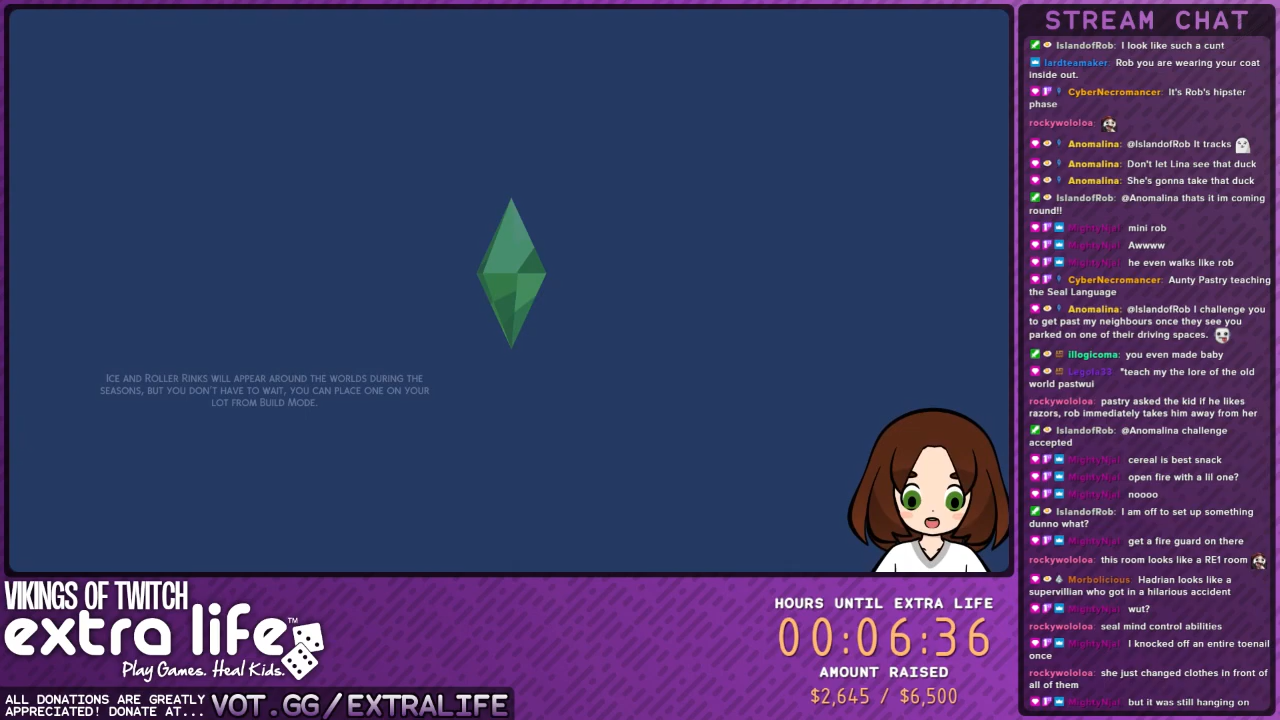 STREAM CHAT
IslandofRob: I look like such a cunt
lardteamaker: Rob you are wearing your coat
inside out.
CyberNecromancer: It's Rob's hipster
phase
rockywololoa:
Anomalina: @IslandofRob It tracks
Anomalina: Don't let Lina see that duck
Anomalina: She's gonna take that duck
IslandofRob: @Anomalina thats it im coming
round!!
MightyNjal: mini rob
MightyNjal: Awwww
MightyNjal: he even walks like rob
CyberNecromancer: Aunty Pastry teaching
the Seal Language
Anomalina: @IslandofRob I challenge you
to get past my neighbours once they see you
parked on one of their driving spaces.
illogicoma: you even made baby
Legola33: "teach my the lore of the old
world pastwui
rockywololoa: pastry asked the kid if he likes
razors, rob immediately takes him away from her
IslandofRob: @Anomalina challenge
accepted
MightyNjal: cereal is best snack
MightyNjal: open fire with a lil one?
MightyNjal: noooo
IslandofRob: I am off to set up something
dunno what?
MightyNjal: get a fire guard on there
rockywololoa: this room looks like a RE1 room
Morbolicious: Hadrian looks like a
supervillian who got in a hilarious accident
MightyNjal: wut?
rockywololoa: seal mind control abilities
MightyNjal: I knocked off an entire toenail
once
rockywololoa: she just changed clothes in front of
all of them
MightyNjal: but it was still hanging on
ICE AND ROLLER RINKS WILL APPEAR AROUND THE WORLDS DURING THE
SEASONS, BUT YOU DON'T HAVE TO WAIT, YOU CAN PLACE ONE ON YOUR
LOT FROM BUILD MODE.
VIKINGS OF TWITCH
extra life™
Play Games. Heal Kids.
ALL DONATIONS ARE GREATLY
APPRECIATED! DONATE AT...
VOT.GG/EXTRALIFE
HOURS UNTIL EXTRA LIFE
00:06:36
AMOUNT RAISED
$2,645 / $6,500